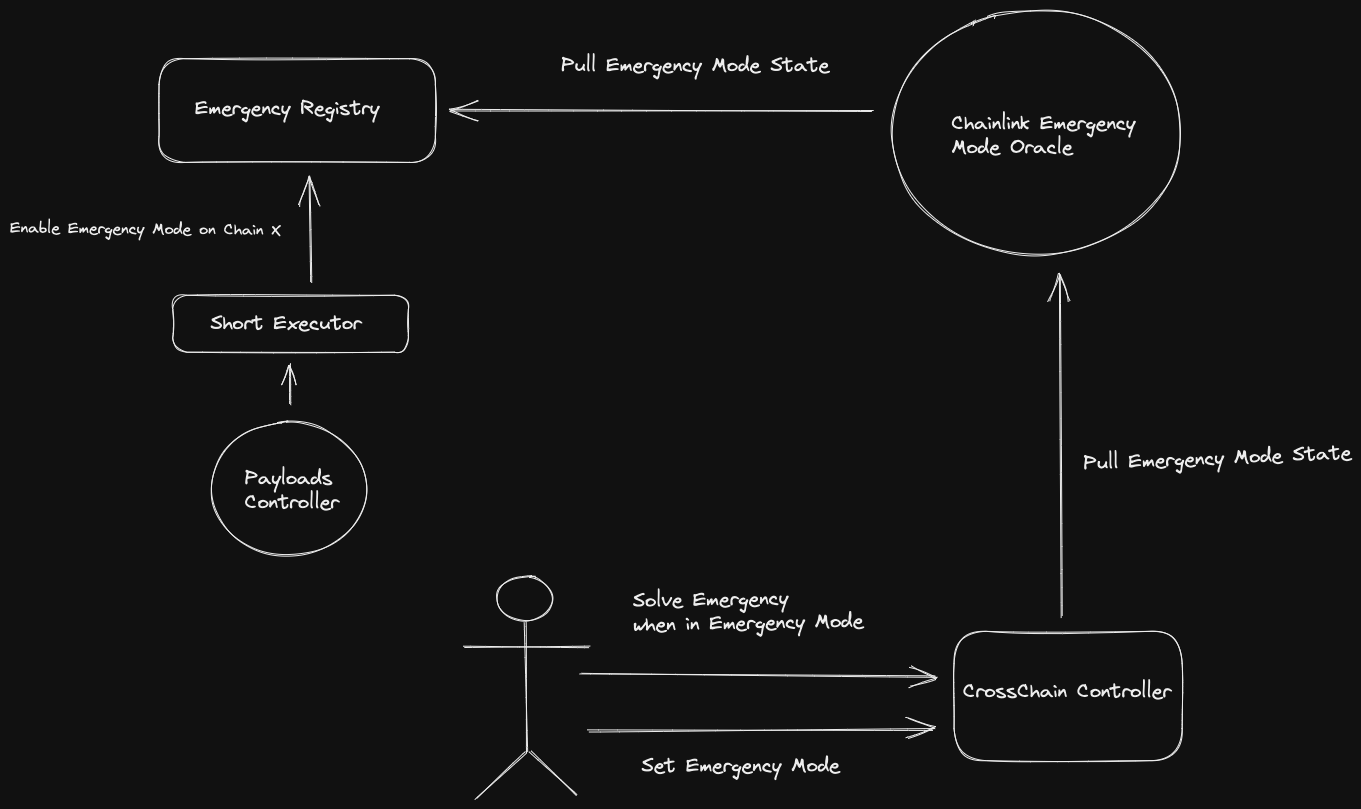 Pull Emergency Mode State
Emergency Registry
Chainlink Emergency
Mode Oracle
Enable Emergency Mode on Chain X
Short Executor
Pull Emergency Mode State
Payloads
Controller
Solve Emergency
when in Emergency Mode
CrossChain Controller
Set Emergency Mode